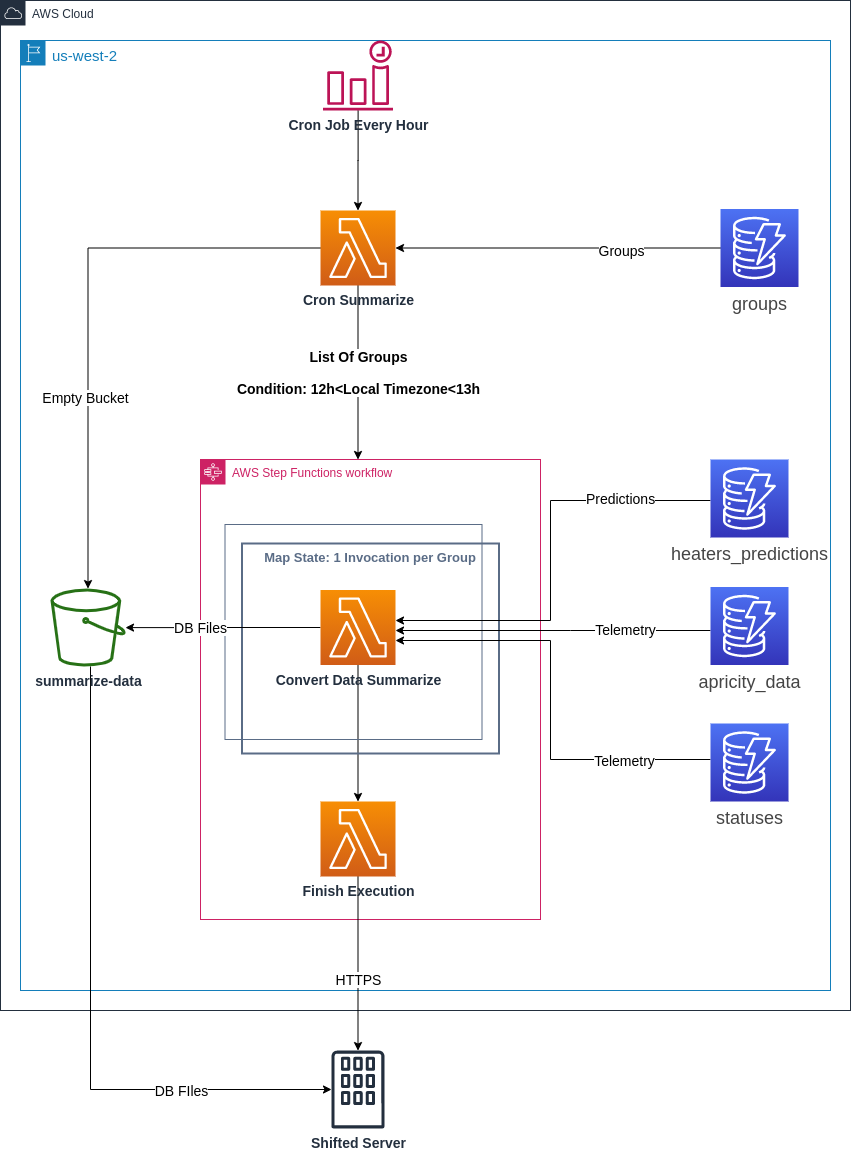 AWS Cloud
us-west-2
Cron Job Every Hour
Groups
groups
Cron Summarize
List Of Groups
Condition: 12h<Local Timezone<13h
Empty Bucket
AWS Step Functions workflow
Predictions
heaters_predictions
Map State: 1 Invocation per Group
DB Files
Telemetry
summarize-data
Convert Data Summarize
apricity_data
Telemetry
statuses
Finish Execution
HTTPS
DB FIles
Shifted Server